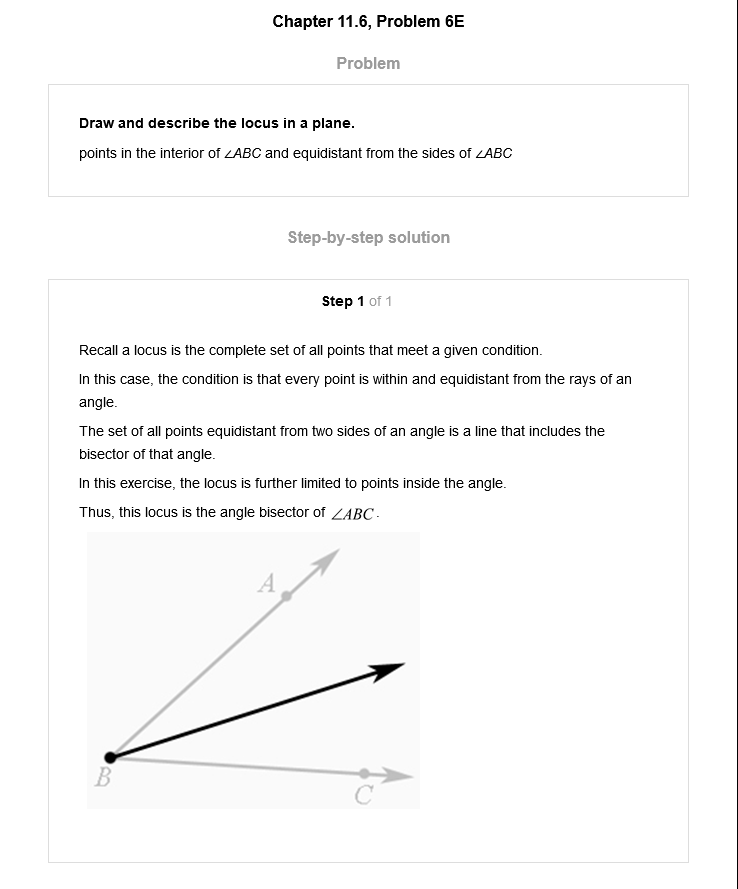 Chapter 11.6, Problem 6E
Problem
Draw and describe the locus in a plane.
points in the interior of ∠ABC and equidistant from the sides of ∠ABC
Step-by-step solution
Step 1 of 1
Recall a locus is the complete set of all points that meet a given condition.
In this case, the condition is that every point is within and equidistant from the rays of an
angle.
The set of all points equidistant from two sides of an angle is a line that includes the
bisector of that angle.
In this exercise, the locus is further limited to points inside the angle.
Thus, this locus is the angle bisector of ∠ABC.
A
B
C